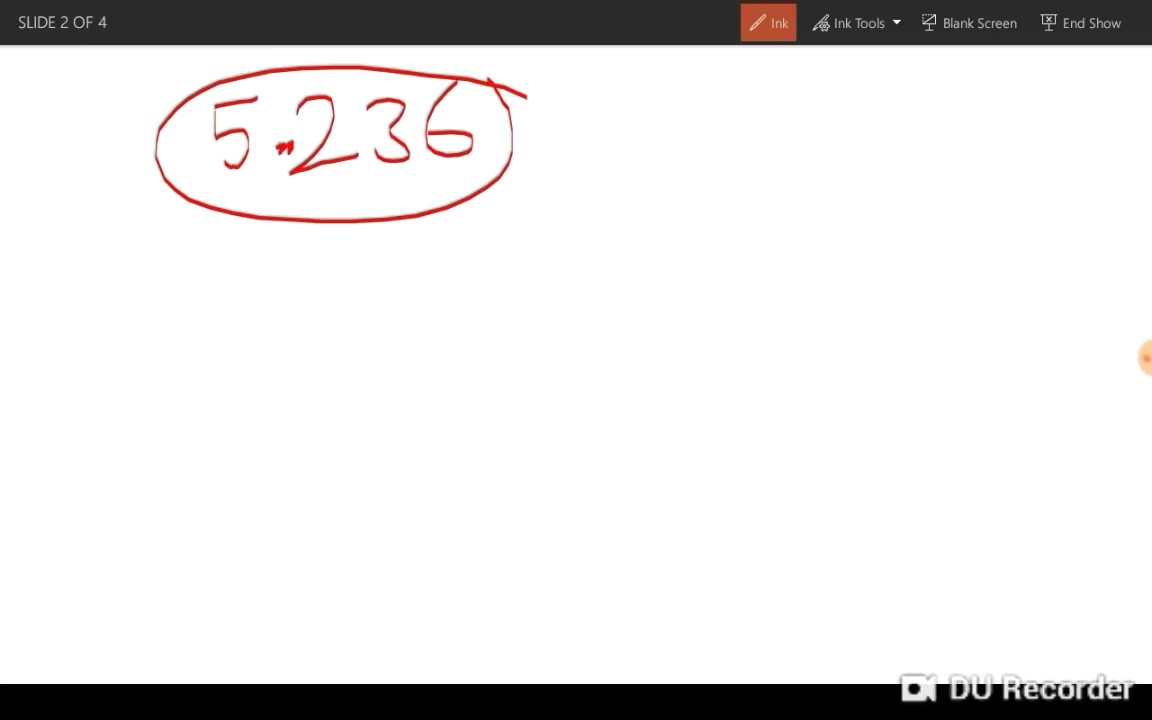 SLIDE 2 OF 4 Ink Ink Tools Blank Screen End Show
5.236
DU Recorder